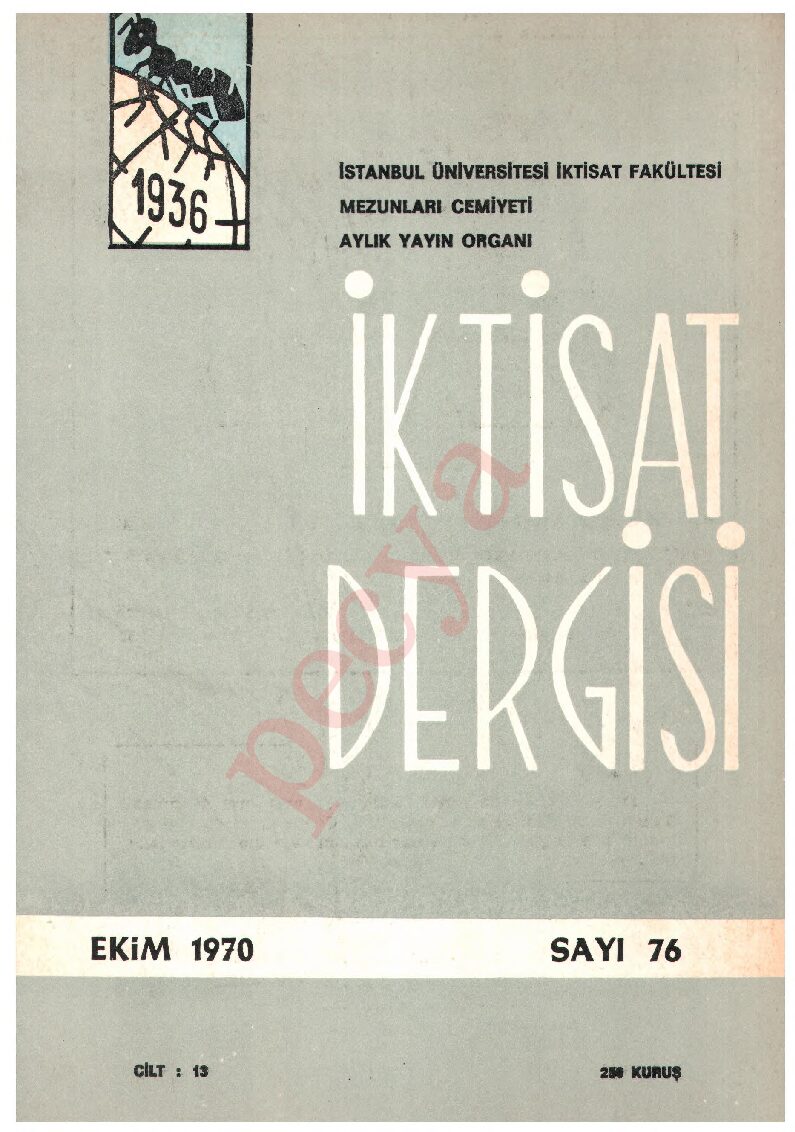 1936
İSTANBUL ÜNİVERSİTESİ İKTİSAT FAKÜLTESİ
MEZUNLARI CEMİYETİ
AYLIK YAYIN ORGANI
İKTİSAT
DERGİSİ
pecya
EKİM 1970
SAYI 76
CİLT : 13
250 KURUŞ